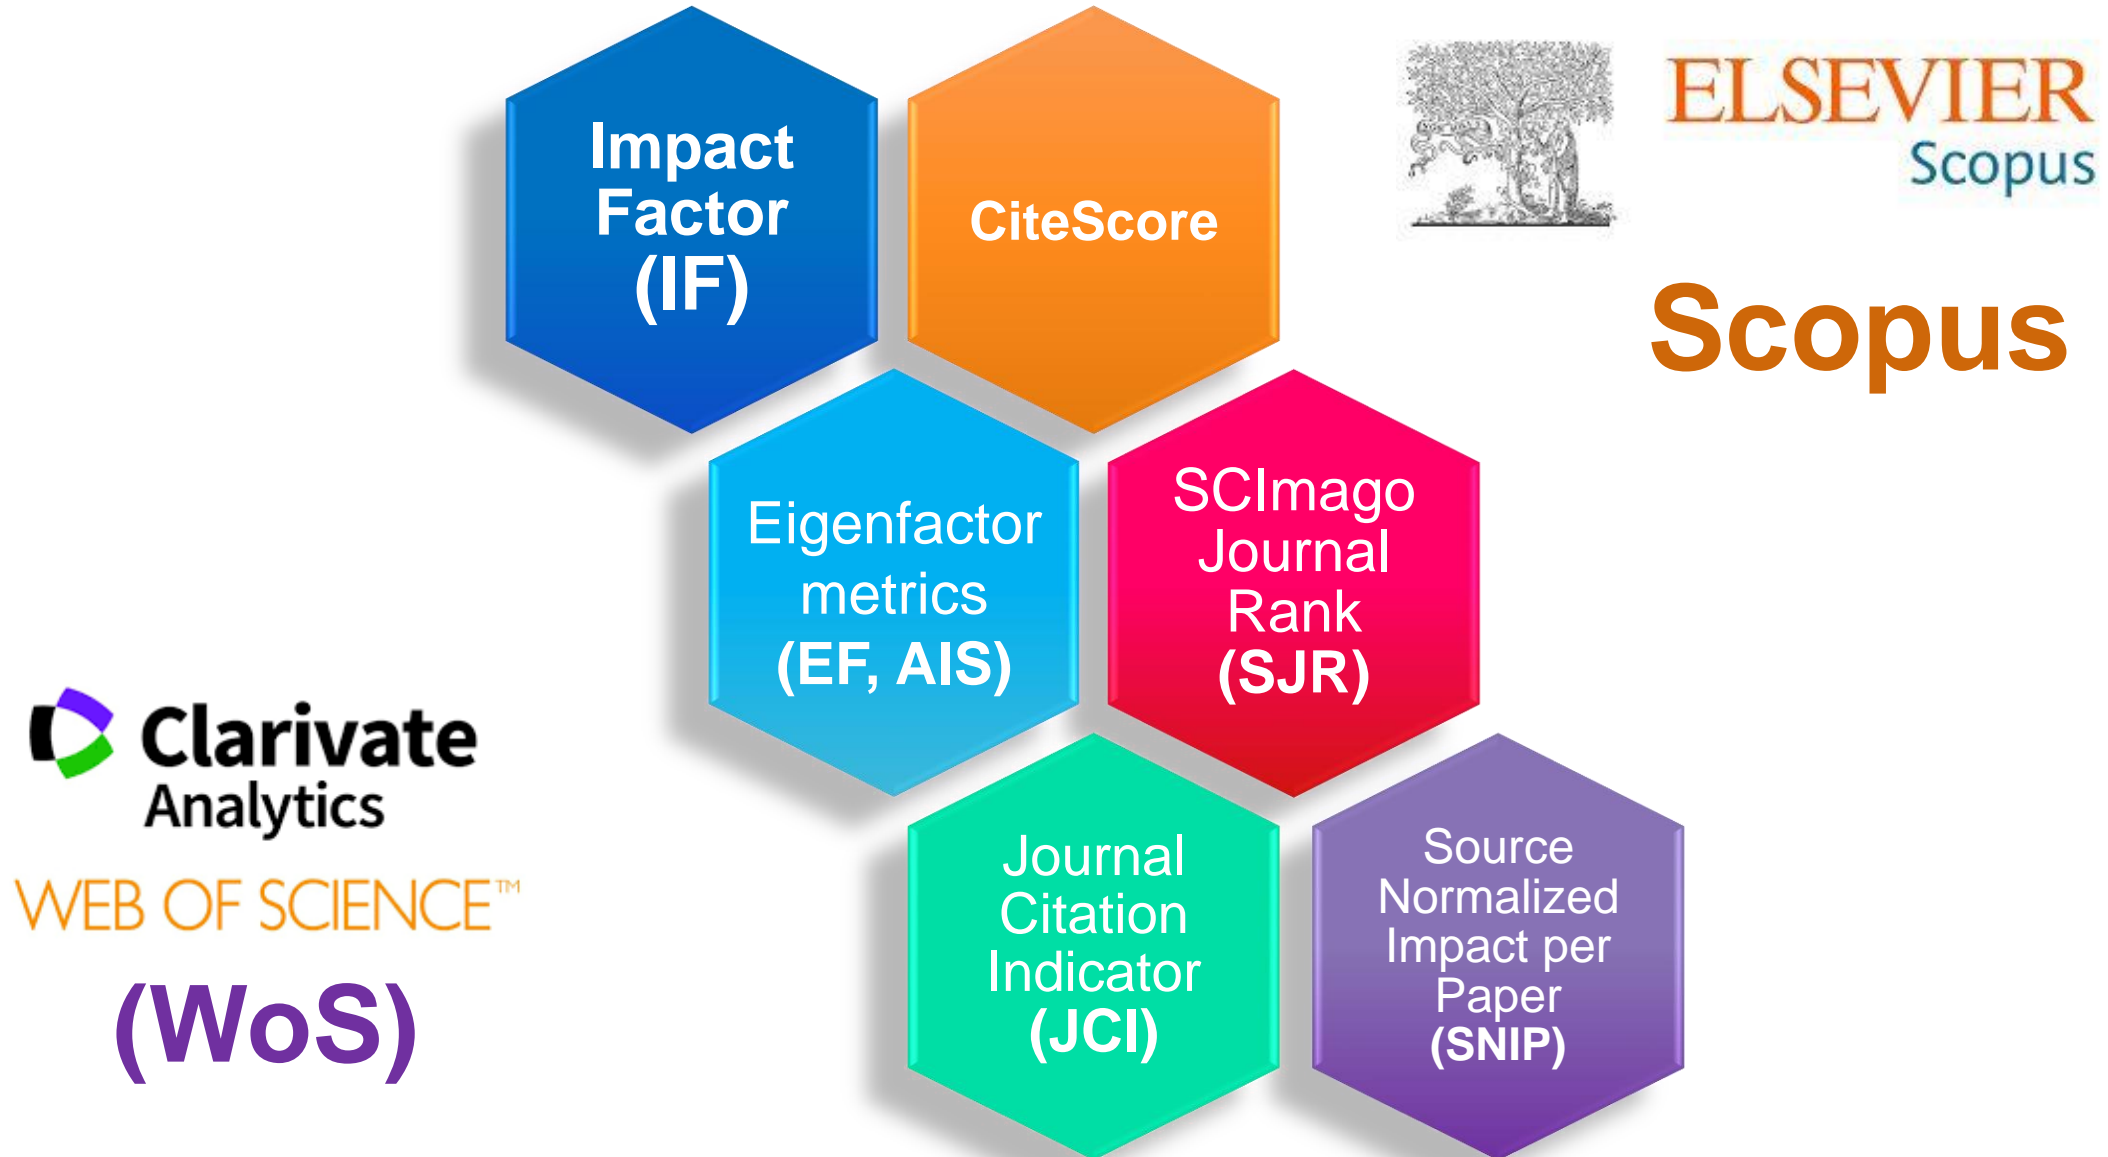 Impact
Factor
(IF)
CiteScore
ELSEVIER
Scopus
Scopus
Eigenfactor
metrics
(EF, AIS)
SCImago
Journal
Rank
(SJR)
Clarivate
Analytics
WEB OF SCIENCE™
(WoS)
Journal
Citation
Indicator
(JCI)
Source
Normalized
Impact per
Paper
(SNIP)